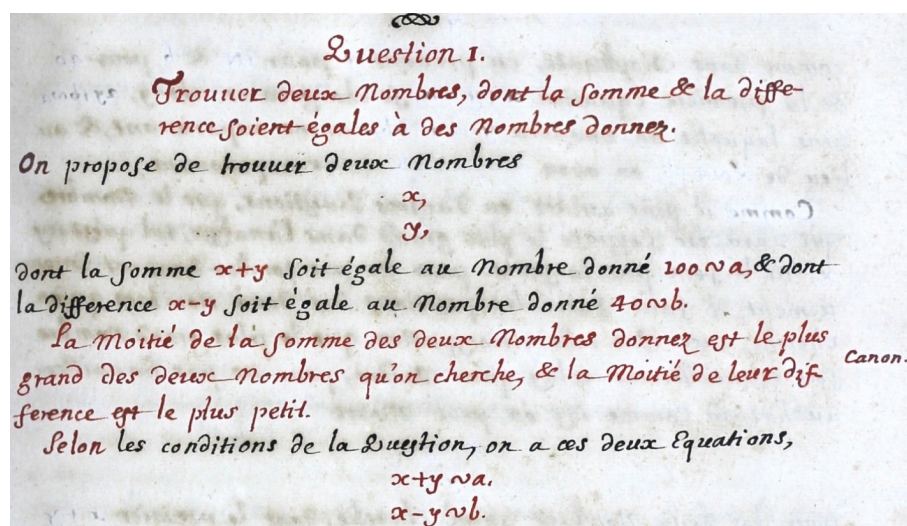 Question 1.
Trouuer deux Nombres, dont la somme & la diffe-
rence soient égales à des Nombres donnez.
On propose de trouuer deux Nombres
x,
y,
dont la somme x+y soit égale au Nombre donné 100 ~ a, & dont
la difference x-y soit égale au Nombre donné 40 ~ b.
La Moitié de la somme des deux Nombres donnez est le plus
grand des deux Nombres qu'on cherche, & la Moitié de leur dif
ference est le plus petit.
Canon.
Selon les conditions de la Question, on a ces deux Equations,
x+y ~ a.
x-y ~ b.